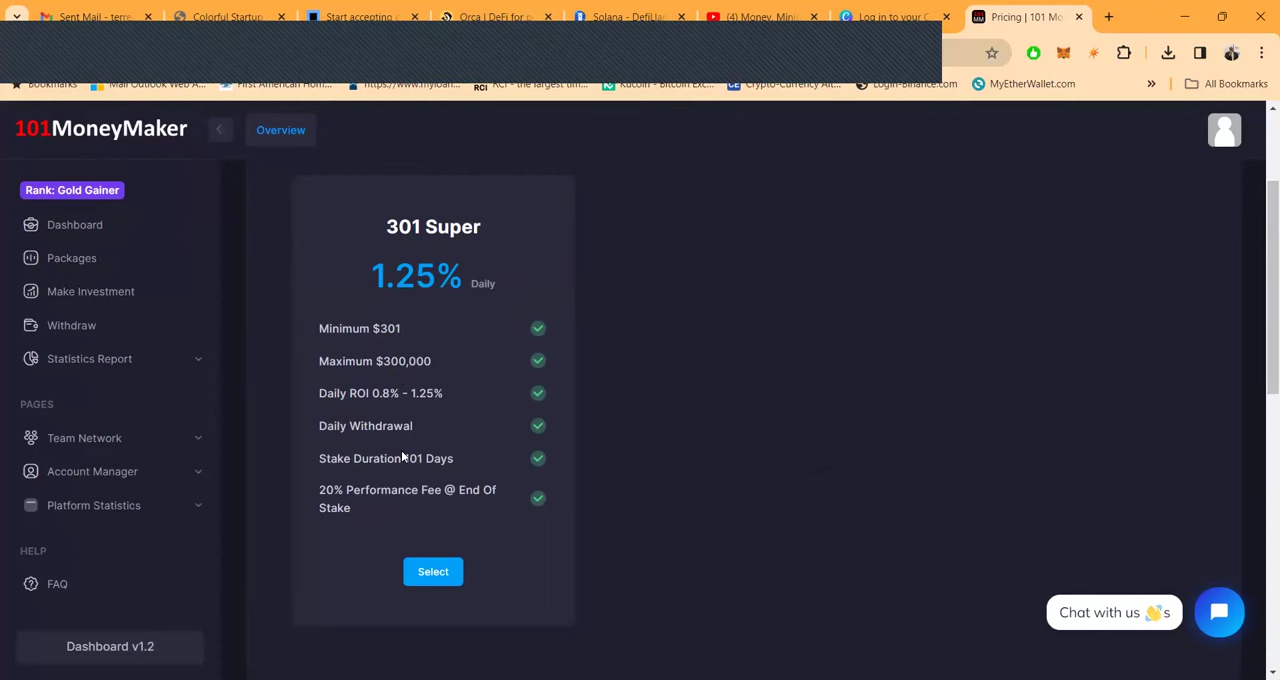 Sent Mail - terre
Colorful Startup
Start accepting
Orca | DeFi for p
Solana - DefiLla
(4) Money, Mini
Log in to your C
Pricing | 101 Mo
Bookmarks
Mail Outlook Web A...
First American Hom...
https://www.myloan...
RCI - the largest tim...
Kucoin - Bitcoin Exc...
Crypto-Currency Alt...
Login-Binance.com
MyEtherWallet.com
»
All Bookmarks
101MoneyMaker
Overview
Rank: Gold Gainer
Dashboard
Packages
Make Investment
Withdraw
Statistics Report
PAGES
Team Network
Account Manager
Platform Statistics
HELP
FAQ
Dashboard v1.2
301 Super
1.25% Daily
Minimum $301
Maximum $300,000
Daily ROI 0.8% - 1.25%
Daily Withdrawal
Stake Duration 101 Days
20% Performance Fee @ End Of
Stake
Select
Chat with us 👋s